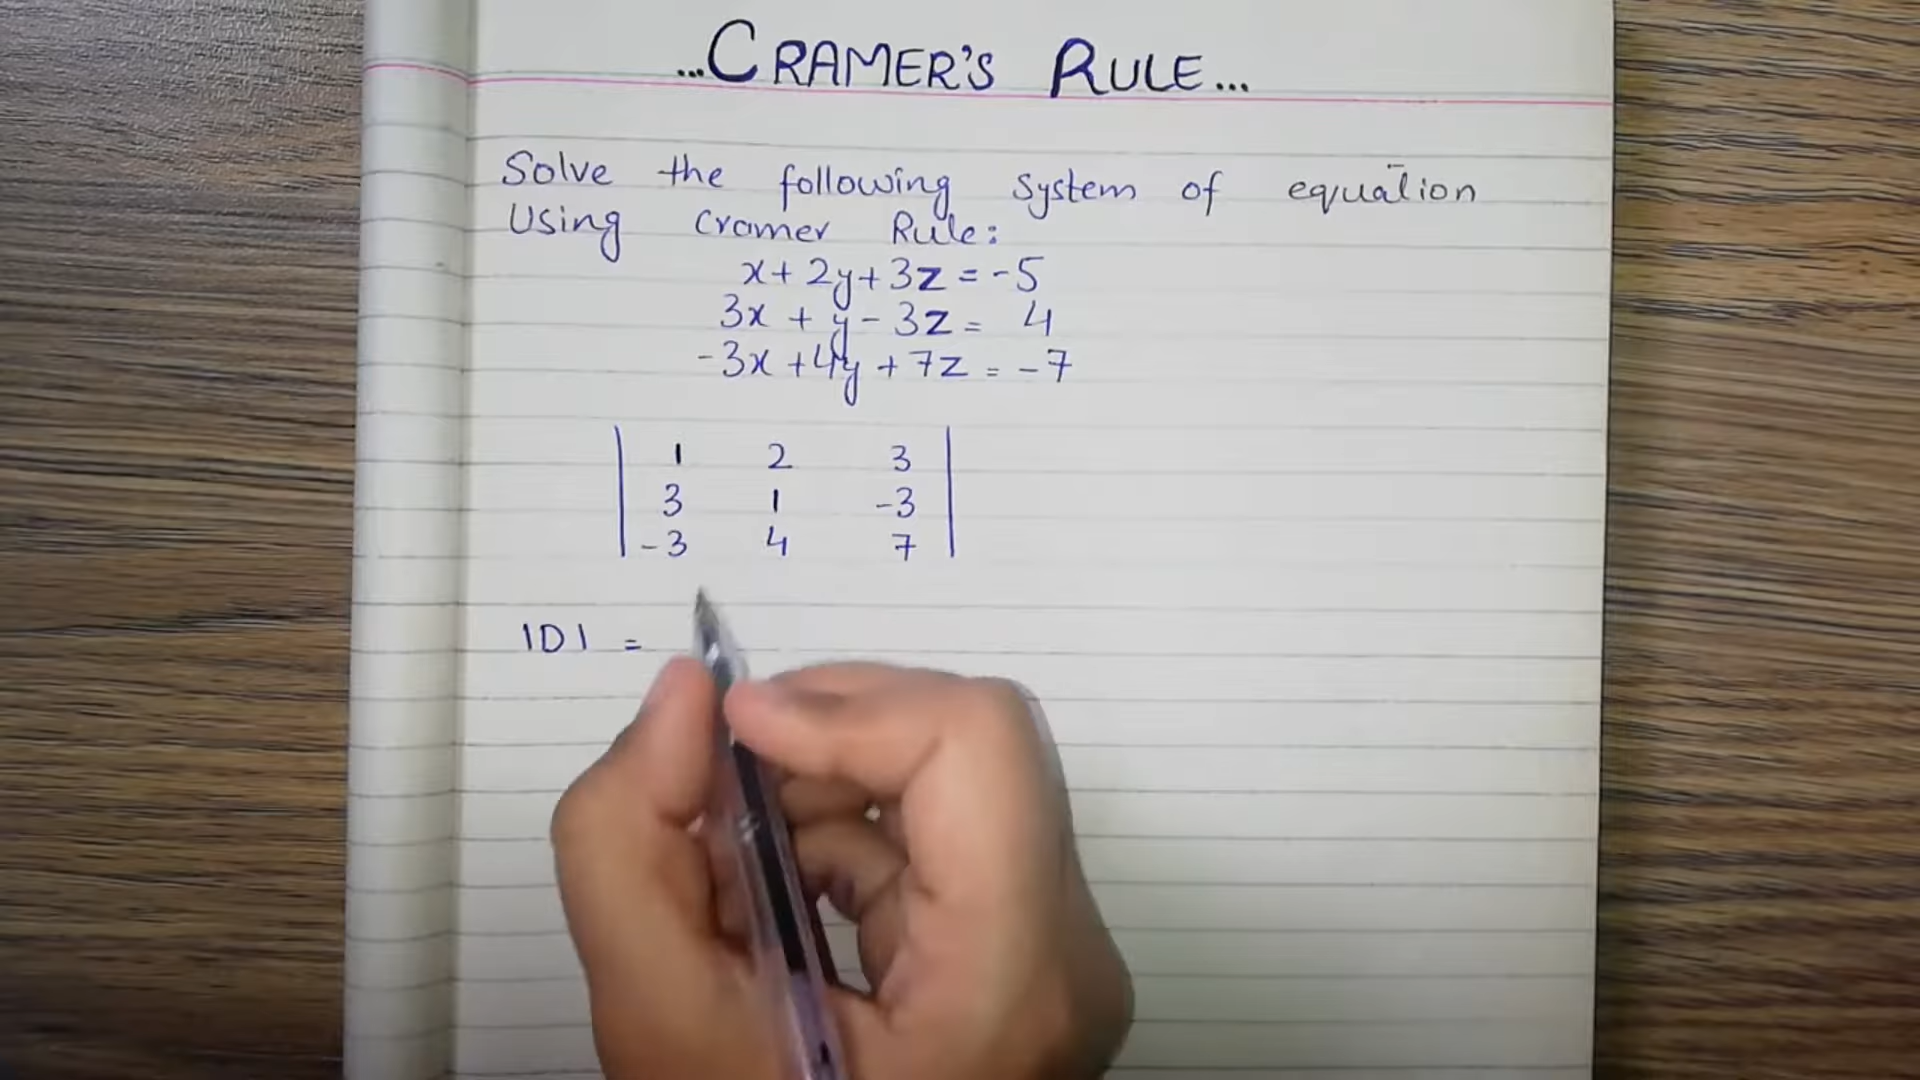 ...CRAMER'S RULE...
Solve the following System of equation
Using Cramer Rule:
x + 2y + 3z = -5
3x + y - 3z = 4
-3x + 4y + 7z = -7
1 2 3
3 1 -3
-3 4 7
|D| =